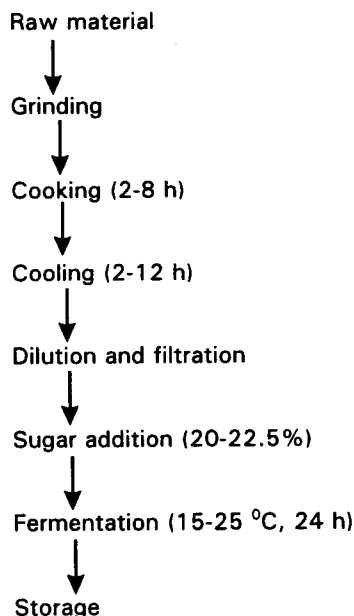 Raw material
Grinding
Cooking (2-8 h)
Cooling (2-12 h)
Dilution and filtration
Sugar addition (20-22.5%)
Fermentation (15-25 ⁰C, 24 h)
Storage